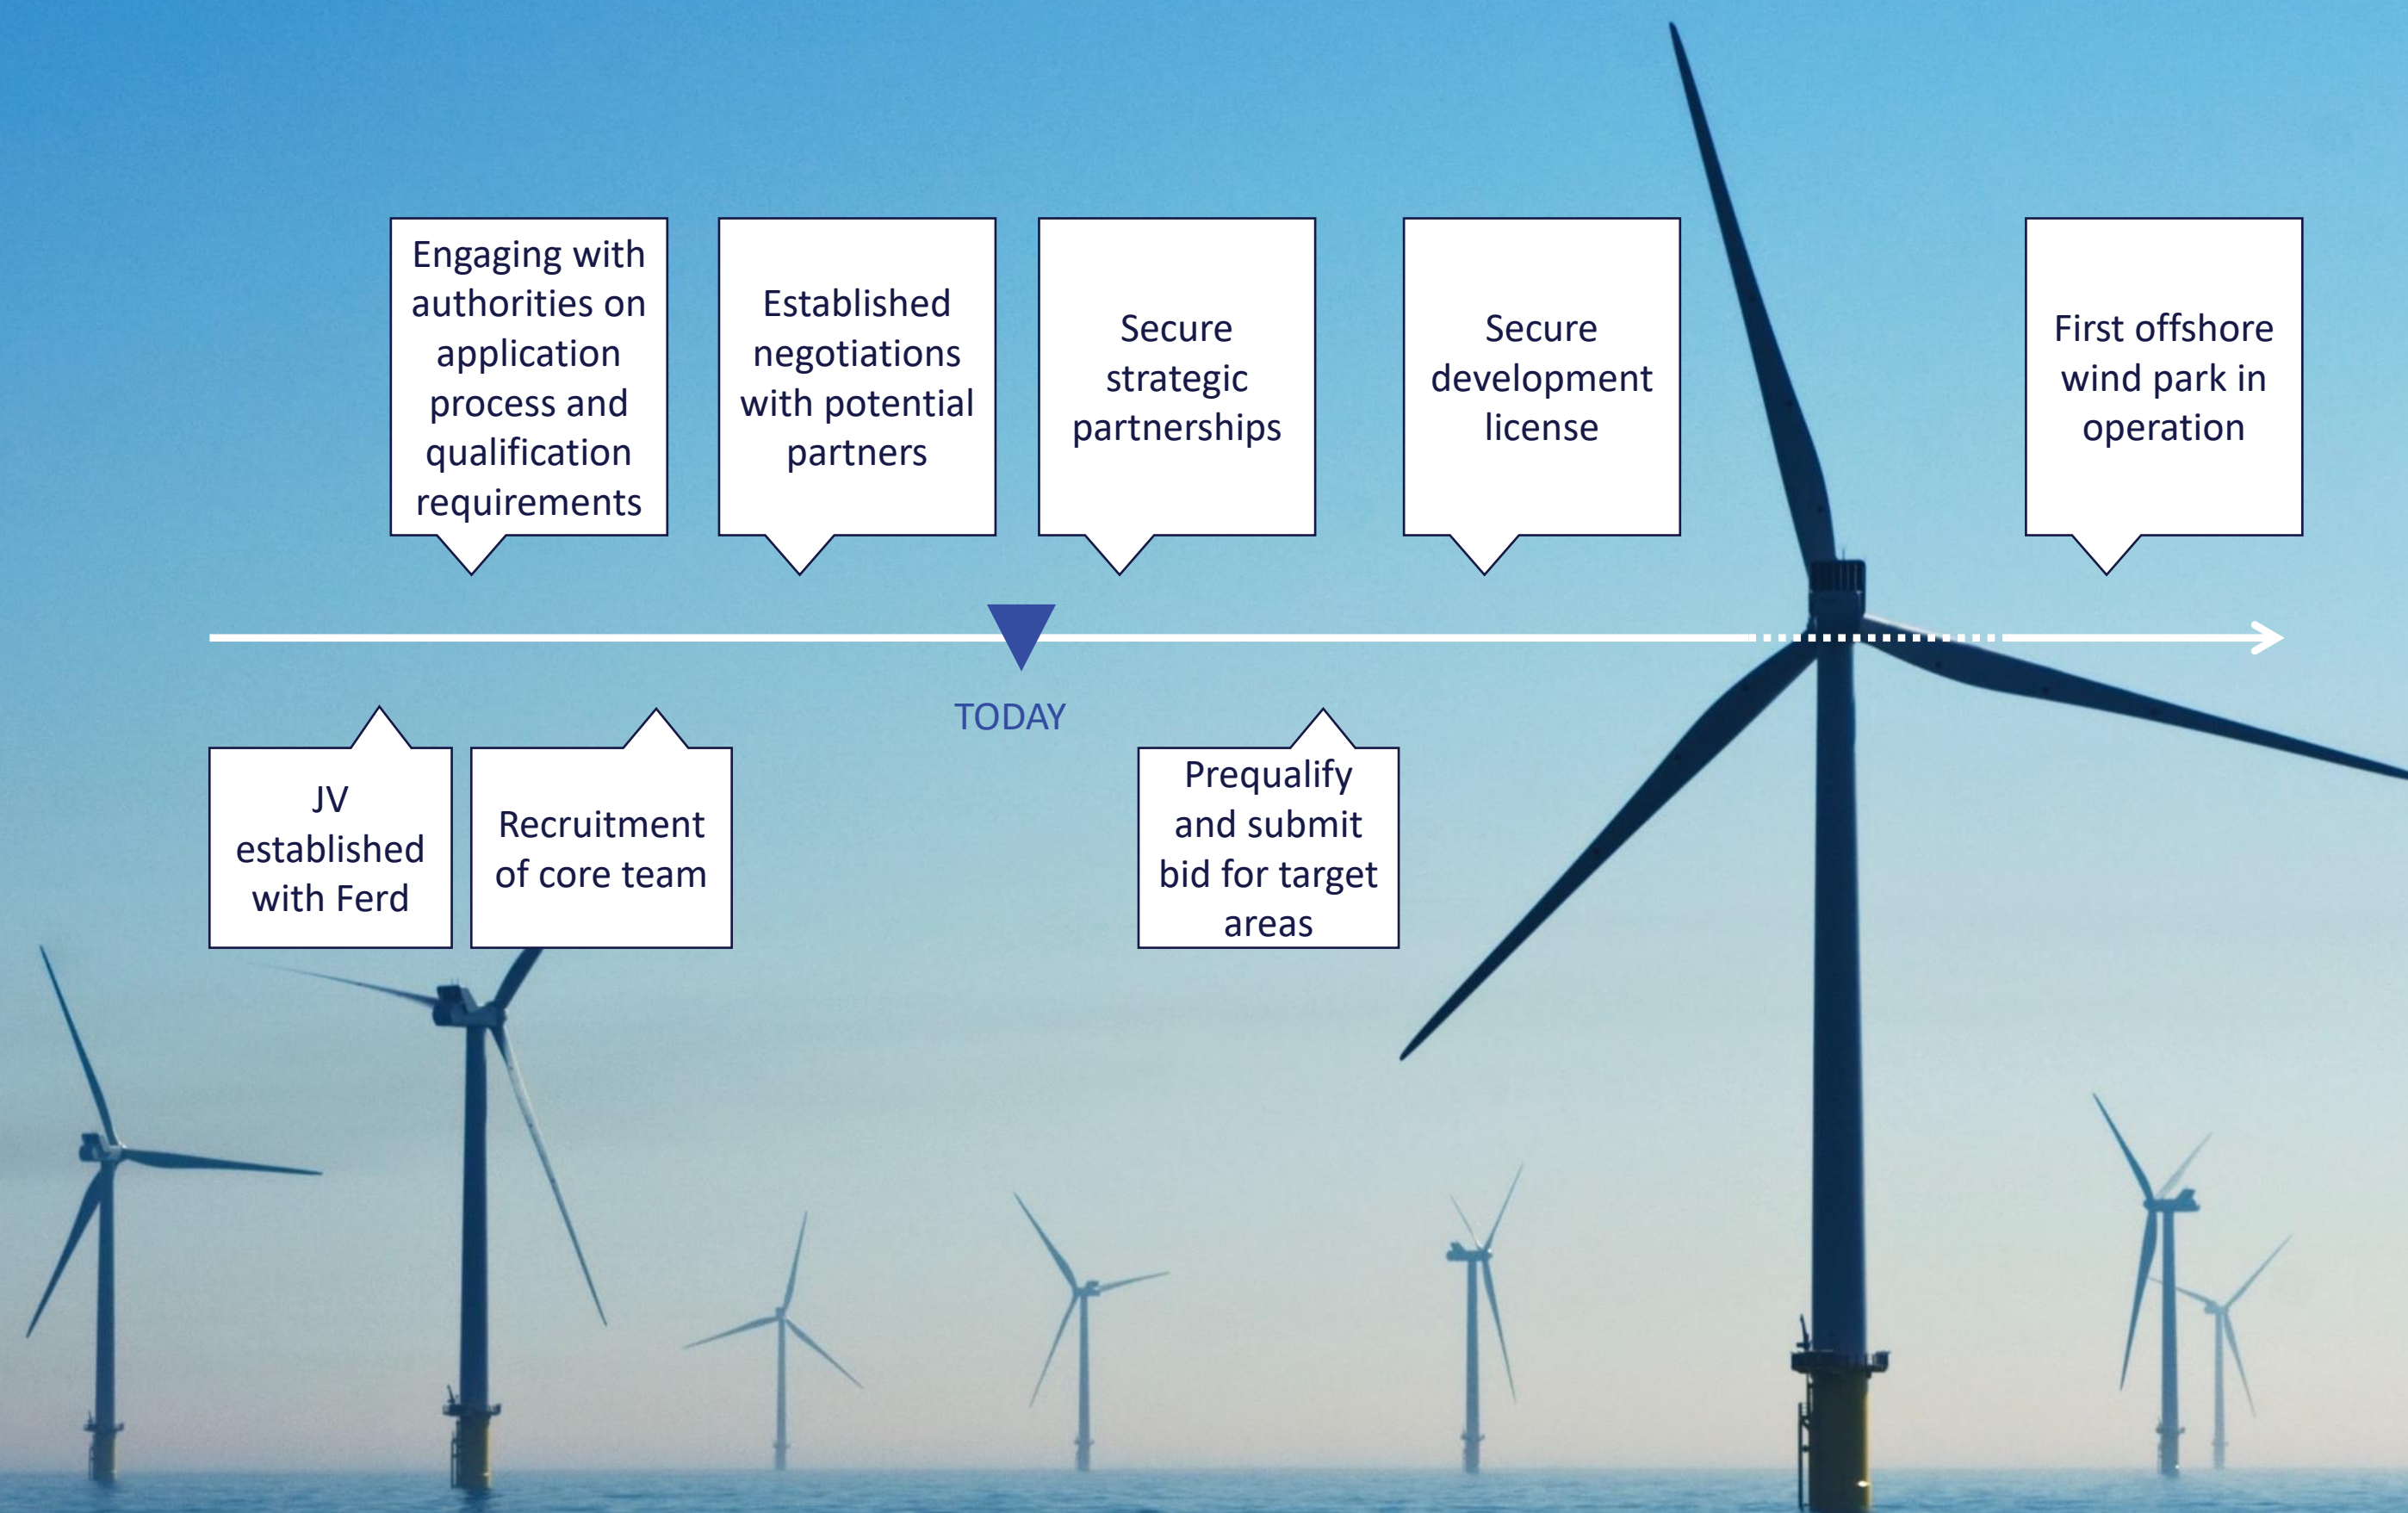 Engaging with
authorities on
application
process and
qualification
requirements
Established
negotiations
with potential
partners
Secure
strategic
partnerships
Secure
development
license
First offshore
wind park in
operation
TODAY
JV
established
with Ferd
Recruitment
of core team
Prequalify
and submit
bid for target
areas